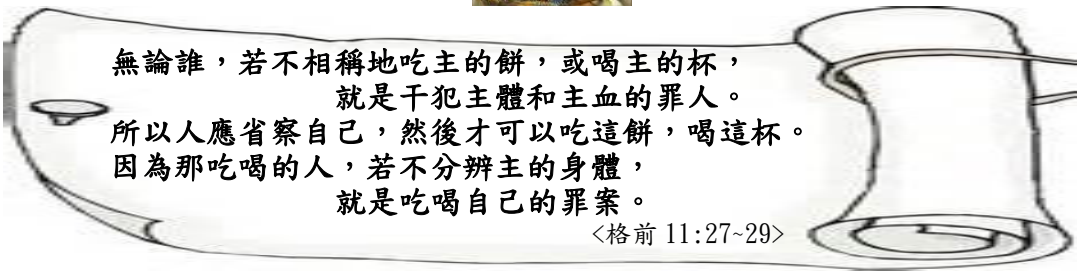 無論誰，若不相稱地吃主的餅，或喝主的杯，
就是干犯主體和主血的罪人。
所以人應省察自己，然後才可以吃這餅，喝這杯。
因為那吃喝的人，若不分辨主的身體，
就是吃喝自己的罪案。
<格前 11:27~29>